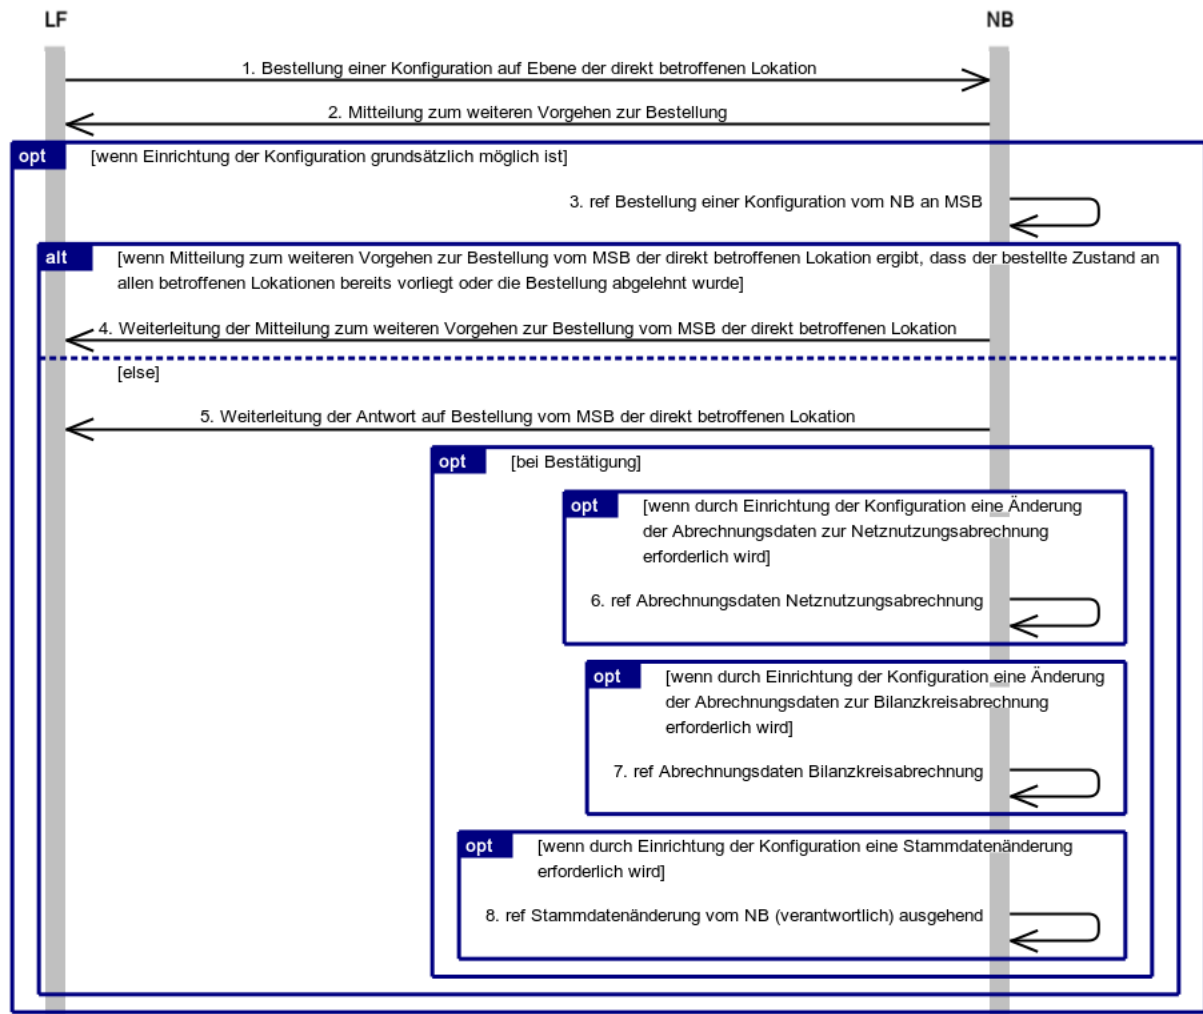 LF
NB
1. Bestellung einer Konfiguration auf Ebene der direkt betroffenen Lokation
2. Mitteilung zum weiteren Vorgehen zur Bestellung
opt
[wenn Einrichtung der Konfiguration grundsätzlich möglich ist]
3. ref Bestellung einer Konfiguration vom NB an MSB
alt
[wenn Mitteilung zum weiteren Vorgehen zur Bestellung vom MSB der direkt betroffenen Lokation ergibt, dass der bestellte Zustand an
allen betroffenen Lokationen bereits vorliegt oder die Bestellung abgelehnt wurde]
4. Weiterleitung der Mitteilung zum weiteren Vorgehen zur Bestellung vom MSB der direkt betroffenen Lokation
[else]
5. Weiterleitung der Antwort auf Bestellung vom MSB der direkt betroffenen Lokation
opt
[bei Bestätigung]
opt
[wenn durch Einrichtung der Konfiguration eine Änderung
der Abrechnungsdaten zur Netznutzungsabrechnung
erforderlich wird]
6. ref Abrechnungsdaten Netznutzungsabrechnung
opt
[wenn durch Einrichtung der Konfiguration eine Änderung
der Abrechnungsdaten zur Bilanzkreisabrechnung
erforderlich wird]
7. ref Abrechnungsdaten Bilanzkreisabrechnung
opt
[wenn durch Einrichtung der Konfiguration eine Stammdatenänderung
erforderlich wird]
8. ref Stammdatenänderung vom NB (verantwortlich) ausgehend